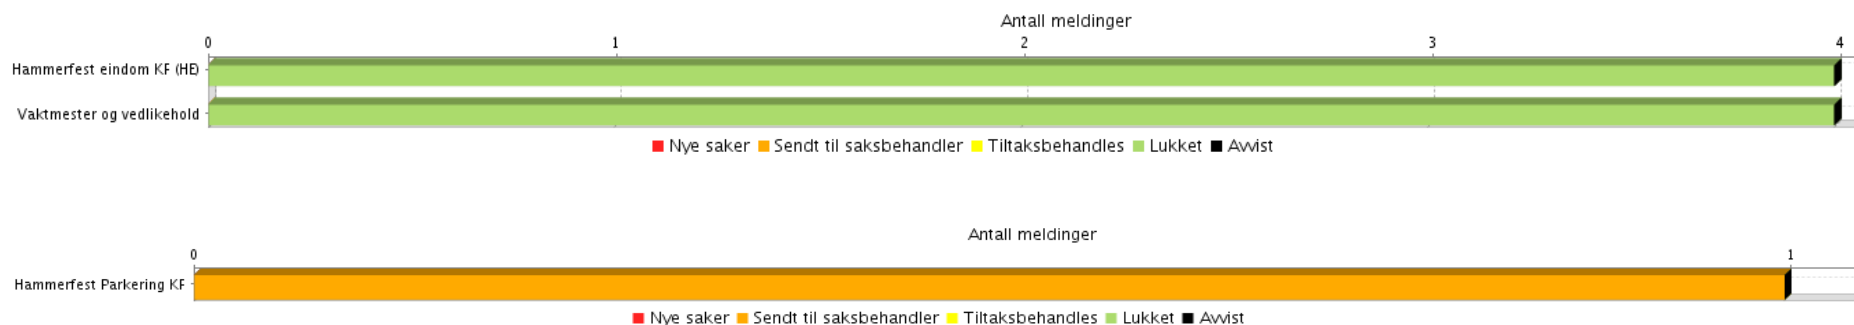 Antall meldinger
0 1 2 3 4
Hammerfest eindom KF (HE)
Vaktmester og vedlikehold
Nye saker Sendt til saksbehandler Tiltaksbehandles Lukket Avvist
Antall meldinger
0 1
Hammerfest Parkering KF
Nye saker Sendt til saksbehandler Tiltaksbehandles Lukket Avvist